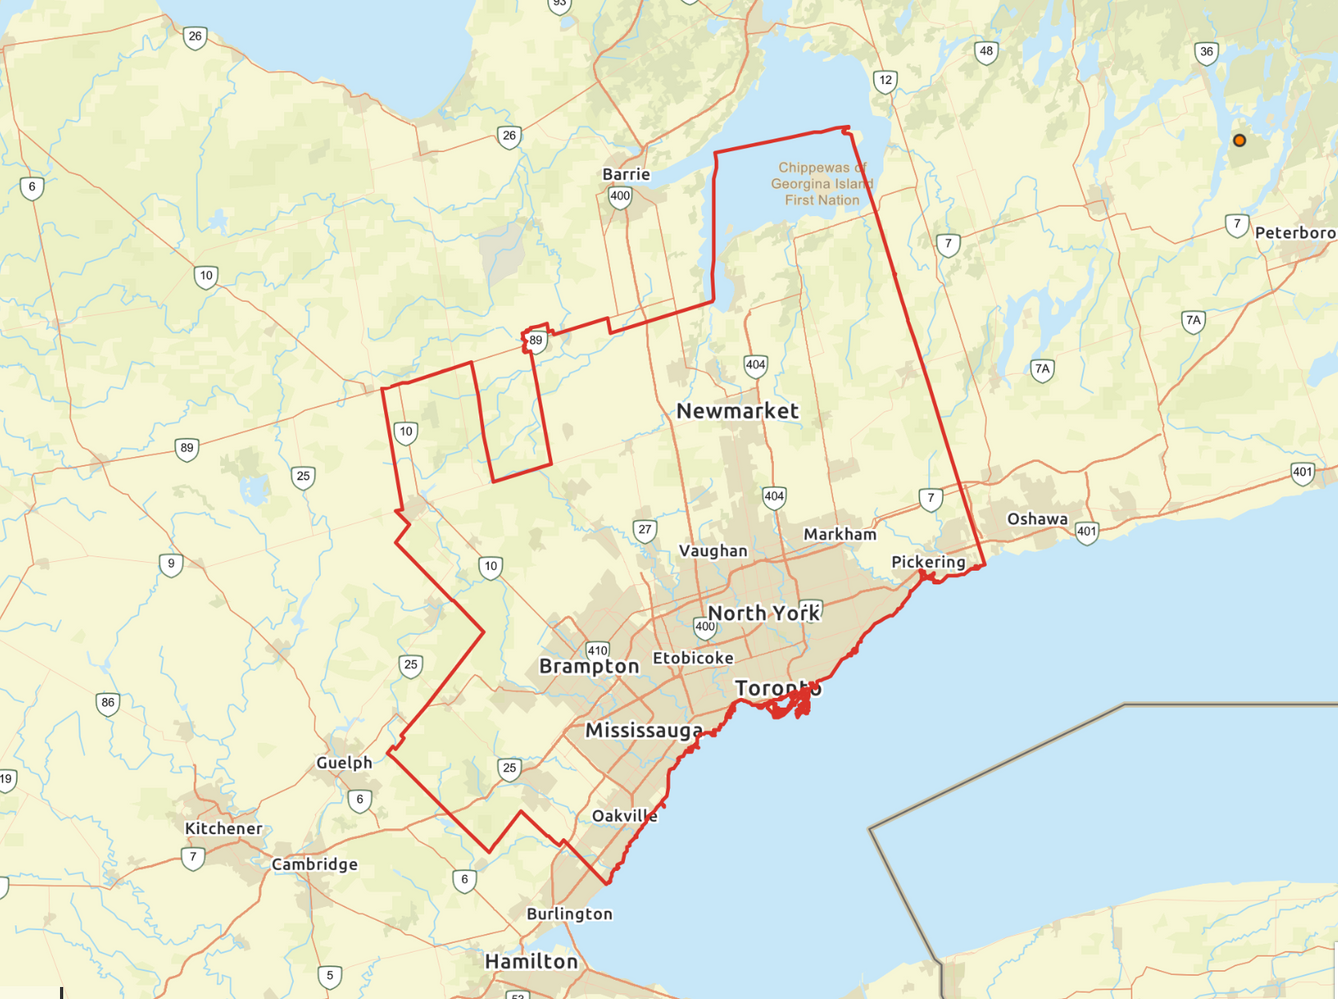 93
26
48
36
12
26
Barrie
Chippewas of
Georgina Island
First Nation
6
400
7
7
Peterboro
10
7A
89
404
7A
Newmarket
10
89
25
401
404
7
Oshawa
27
401
Markham
Vaughan
9
10
Pickering
North York
400
410
Etobicoke
25
Brampton
Toronto
86
Mississauga
Guelph
25
19
6
Oakville
Kitchener
7
Cambridge
6
Burlington
Hamilton
5